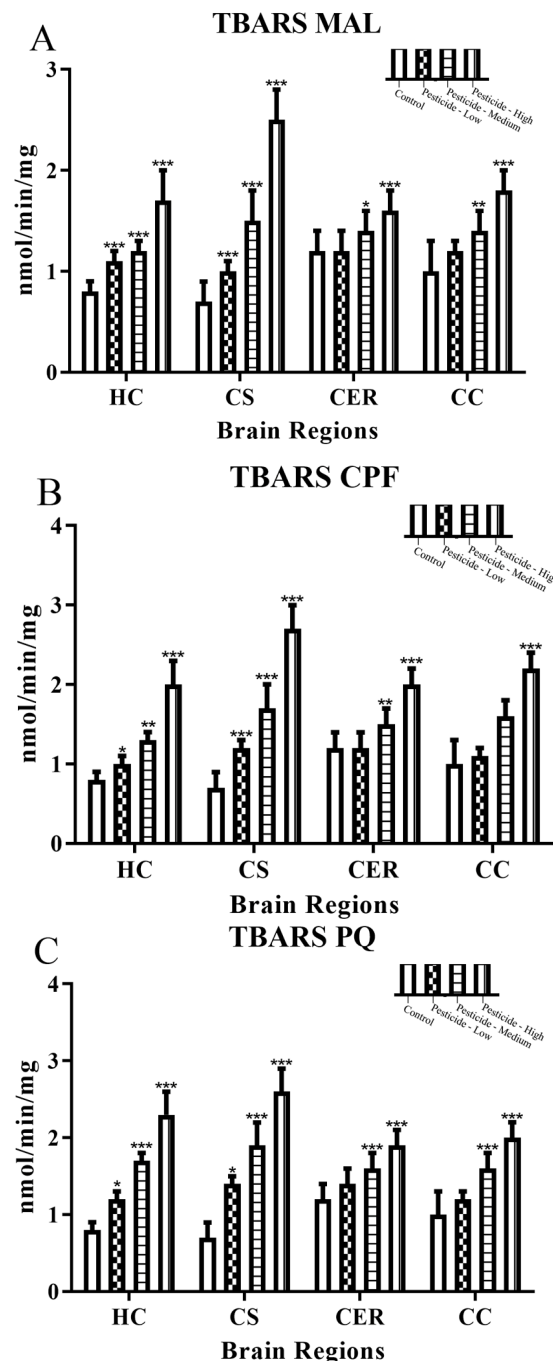 A
TBARS MAL
Control
Pesticide - Low
Pesticide - Medium
Pesticide - High
nmol/min/mg
3
2
1
0
*** *** ***
*** *** ***
* ***
** ***
HC CS CER CC
Brain Regions
B
TBARS CPF
Control
Pesticide - Low
Pesticide - Medium
Pesticide - High
nmol/min/mg
4
3
2
1
0
* ** ***
*** *** ***
** ***
***
HC CS CER CC
Brain Regions
C
TBARS PQ
Control
Pesticide - Low
Pesticide - Medium
Pesticide - High
nmol/min/mg
4
3
2
1
0
* *** ***
* *** ***
*** ***
*** ***
HC CS CER CC
Brain Regions